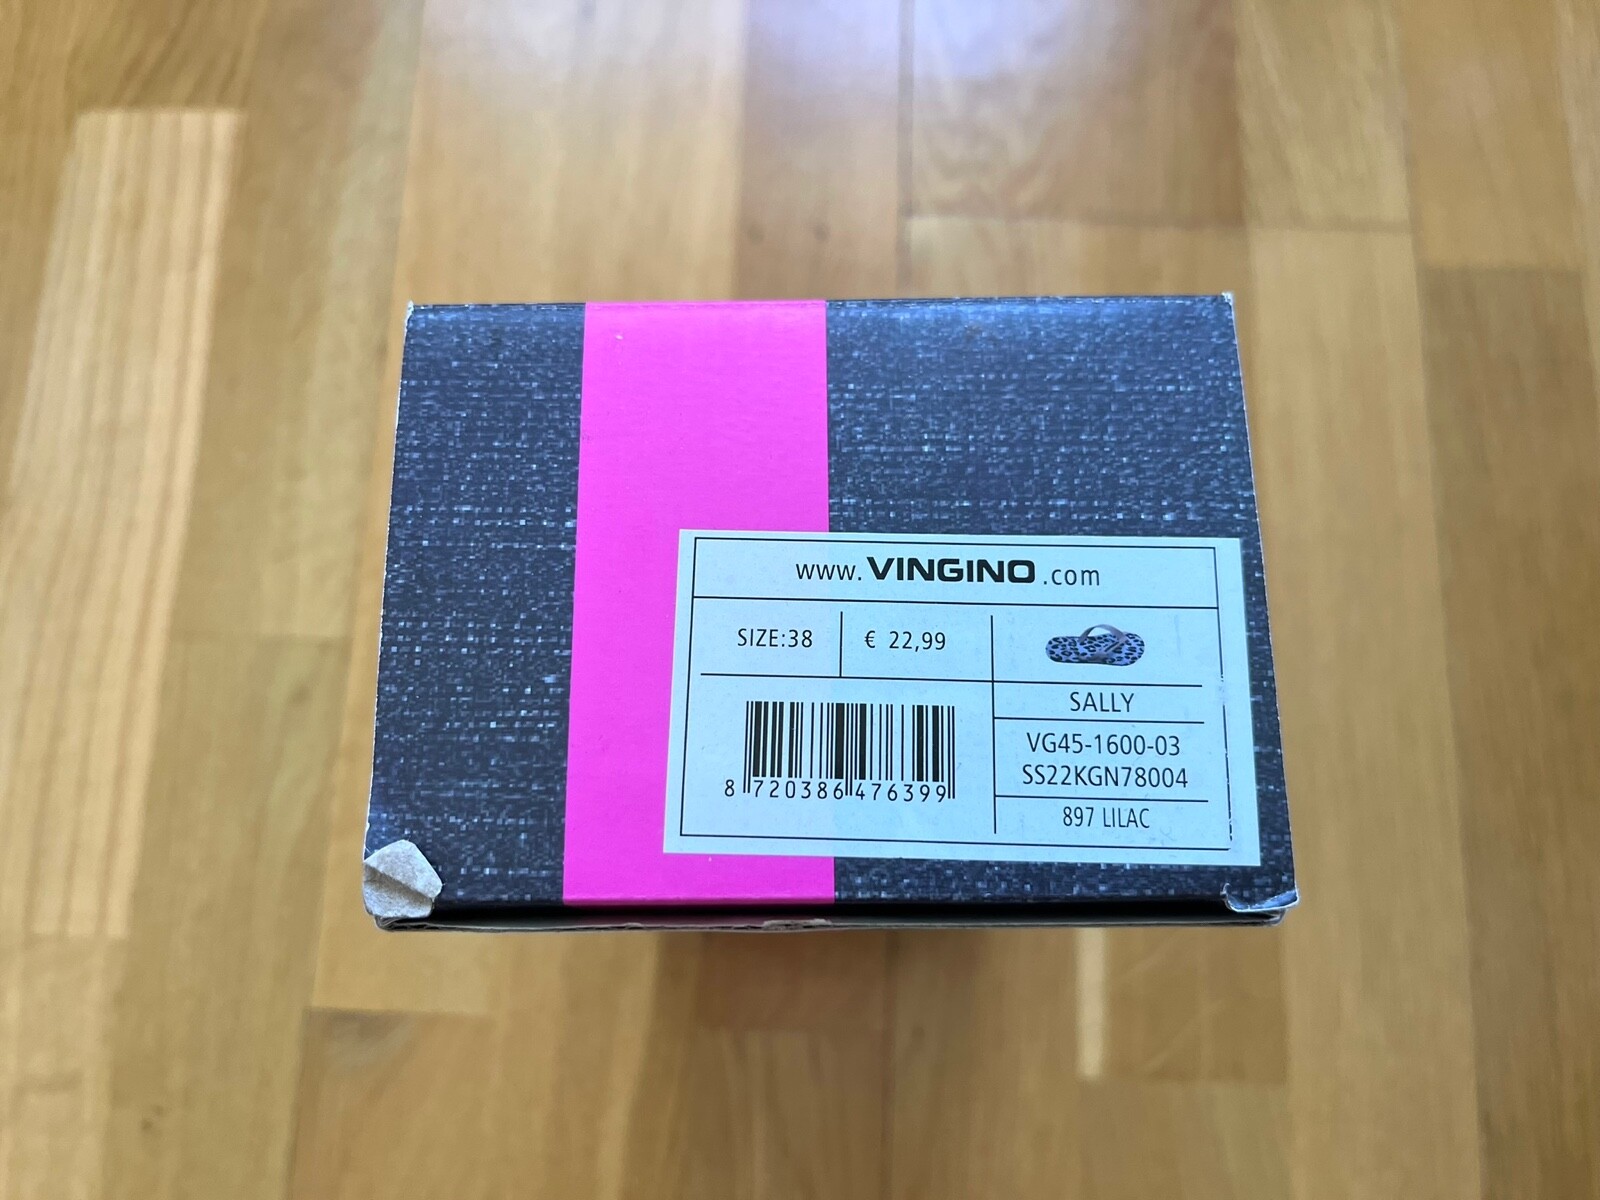 www.VINGINO.com
SIZE:38
€ 22,99
SALLY
VG45-1600-03
SS22KGN78004
897 LILAC
8 720386 476399